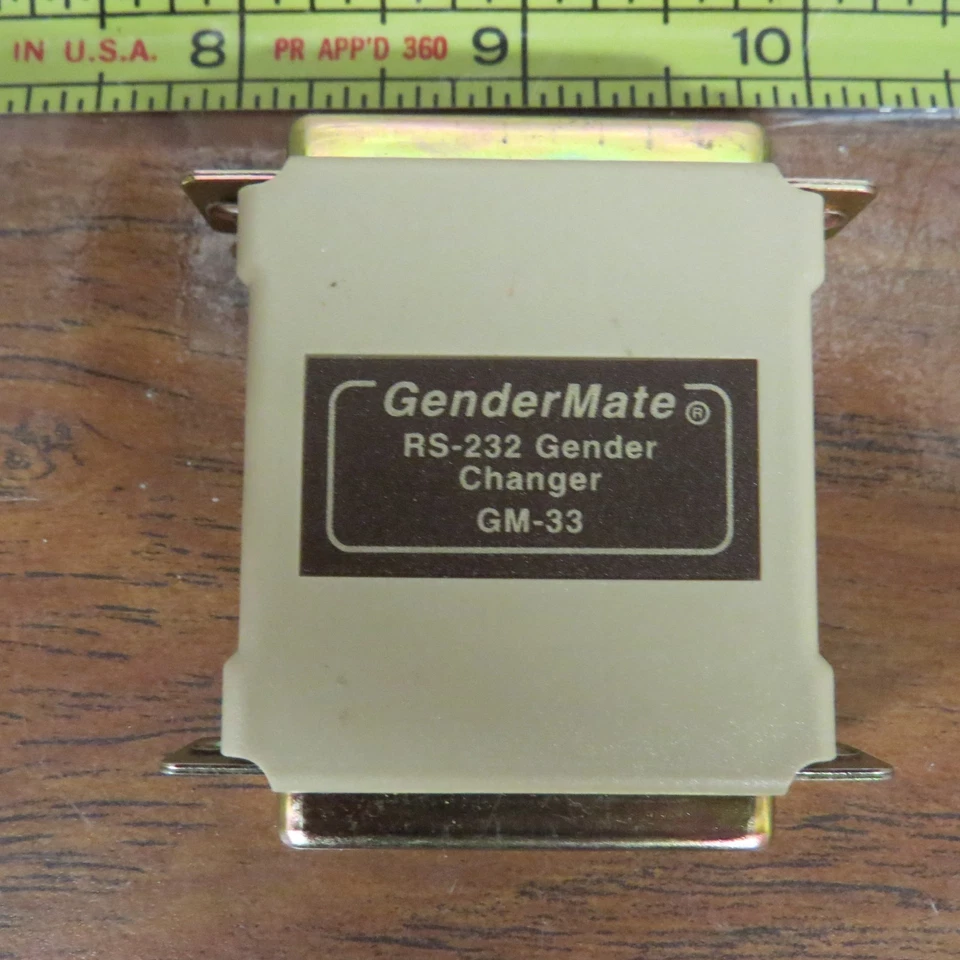 IN U.S.A. 8 PR APP'D 360 9 10
GenderMate ®
RS-232 Gender
Changer
GM-33